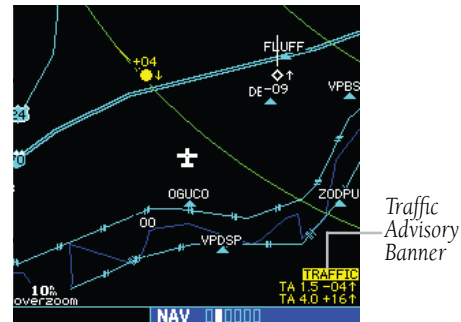 +04 ↓
FLUFF
↑
DE -09
VPBS
24
70
OGUCO
ZODPU
00
VPDSP
Traffic
Advisory
Banner
TRAFFIC
TA 1.5 -04↑
TA 4.0 +16↑
10nm
overzoom
NAV